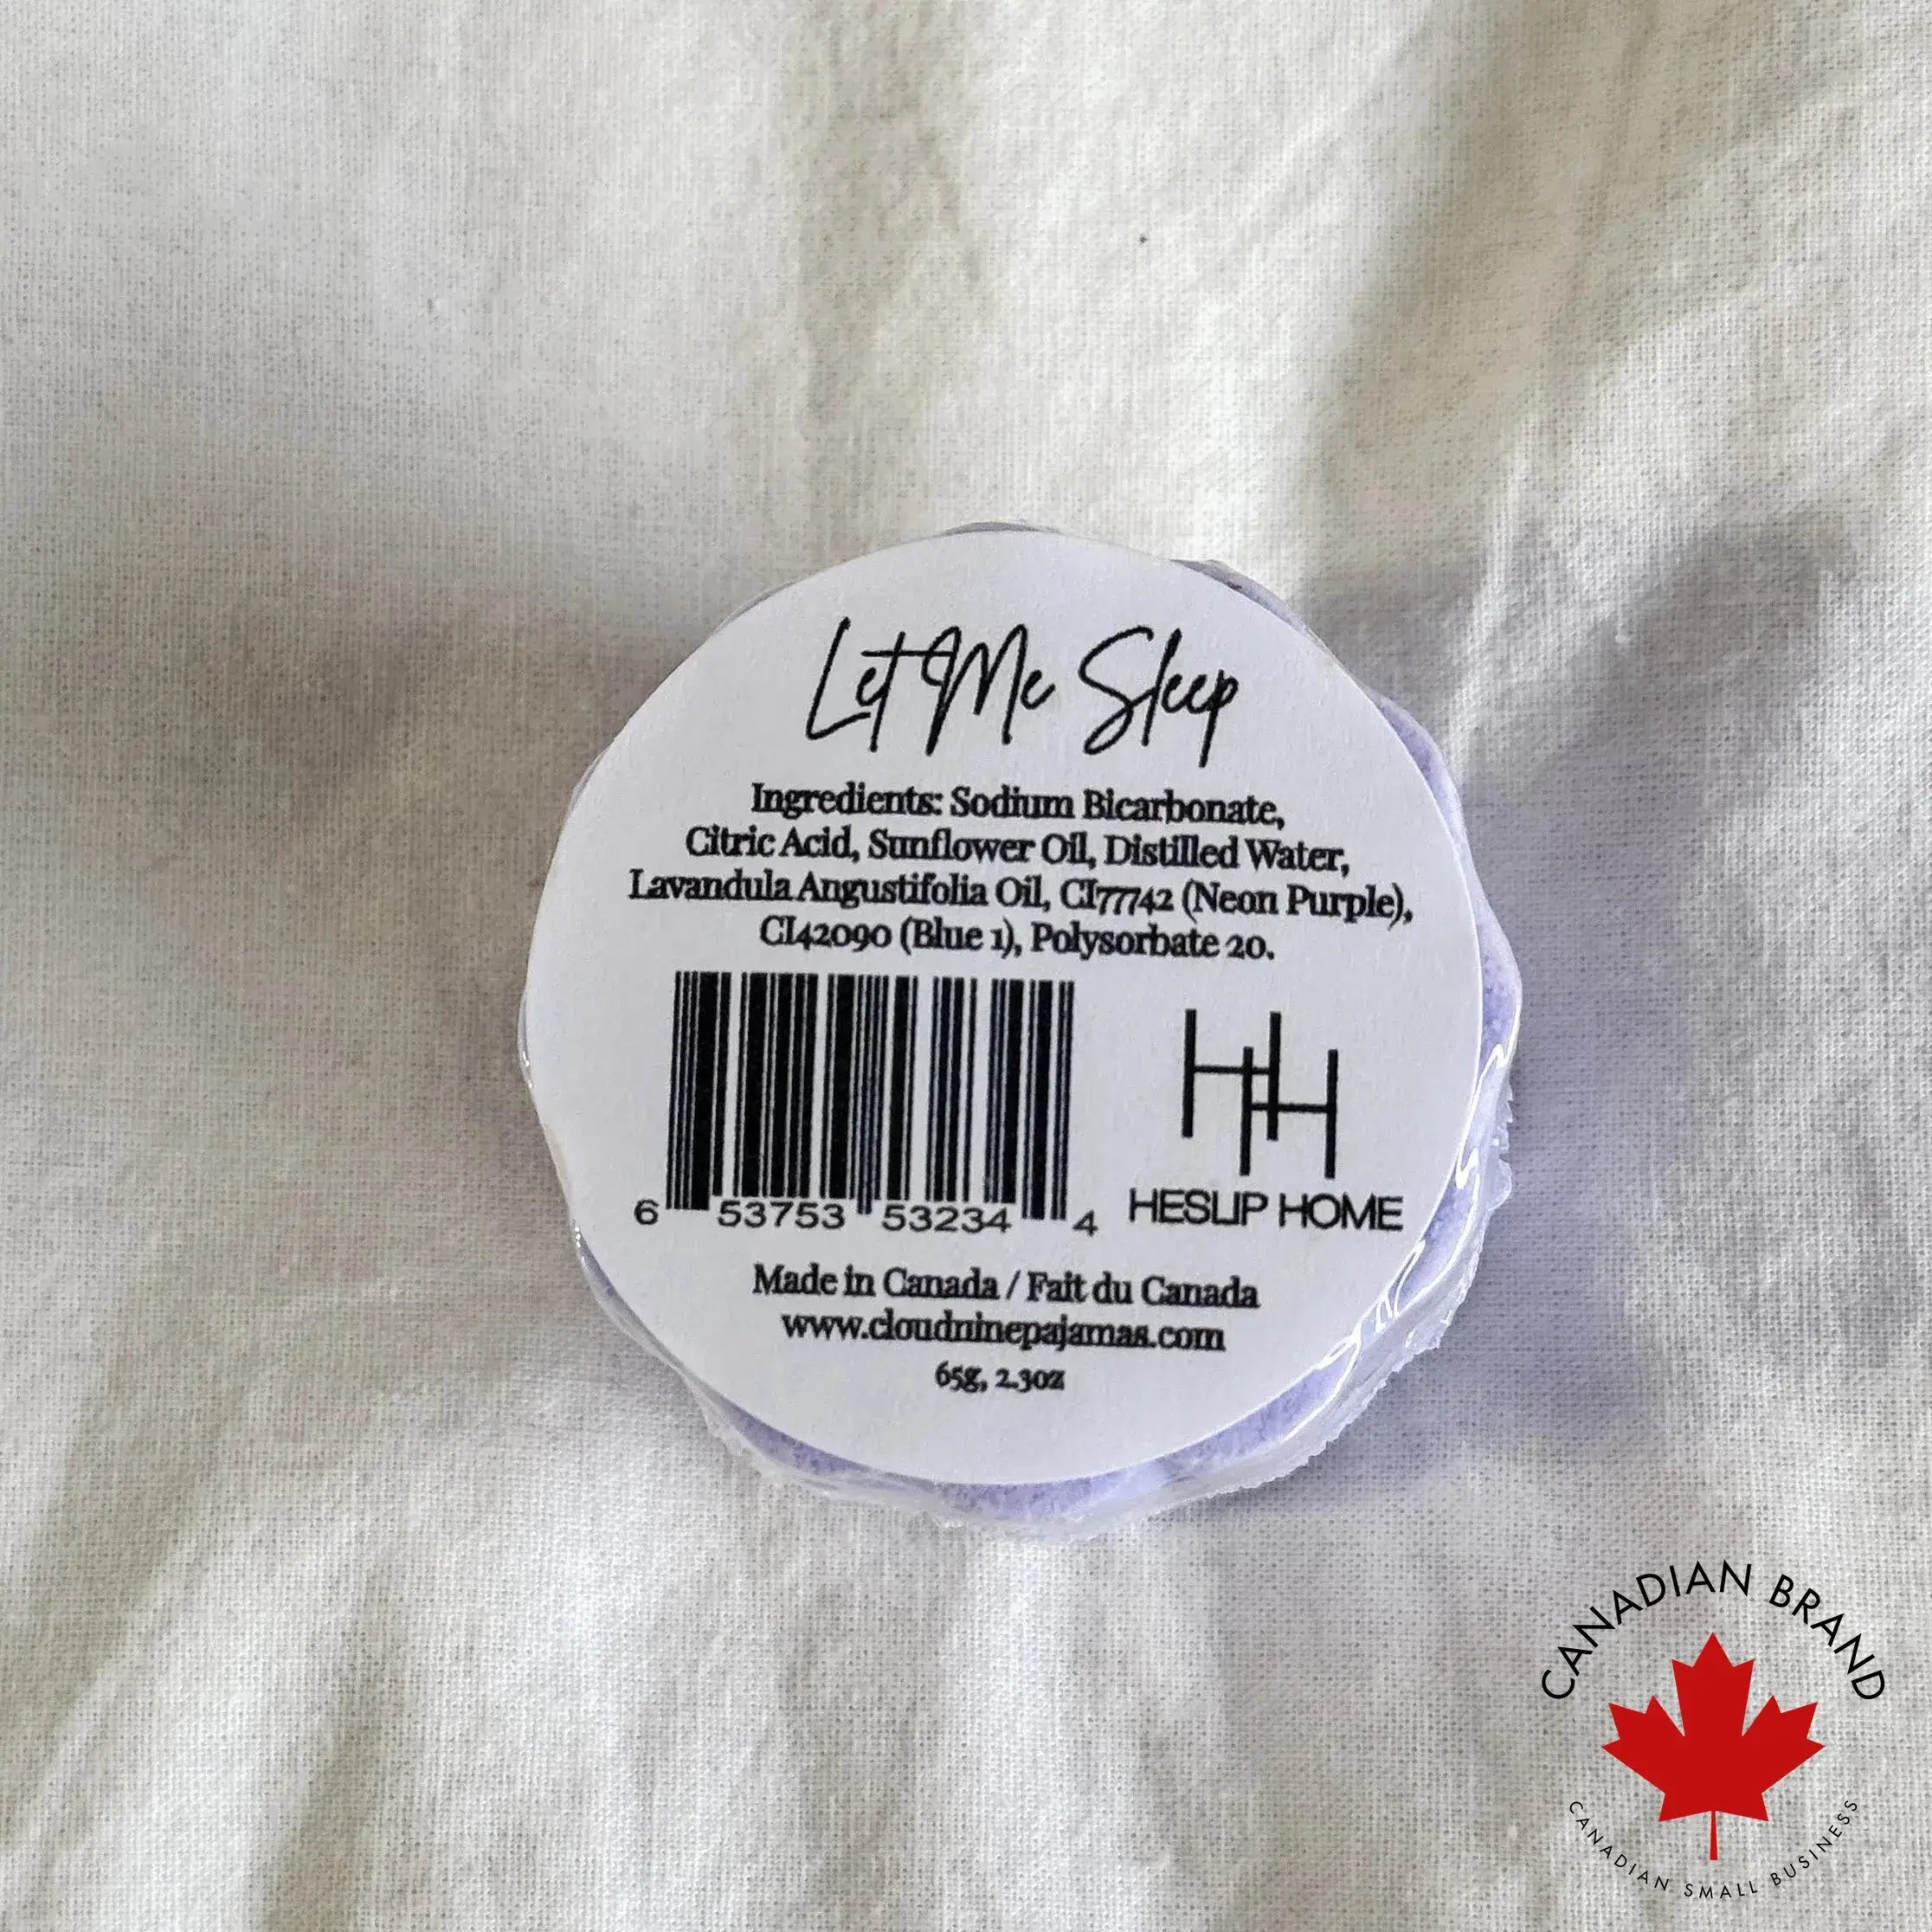 Let Me Sleep
Ingredients: Sodium Bicarbonate,
Citric Acid, Sunflower Oil, Distilled Water,
Lavandula Angustifolia Oil, CI77742 (Neon Purple),
CI42090 (Blue 1), Polysorbate 20.
6 53753 53234 4
HH
HESLIP HOME
Made in Canada / Fait du Canada
www.cloudninepajamas.com
65g, 2.3oz
CANADIAN BRAND
CANADIAN SMALL BUSINESS